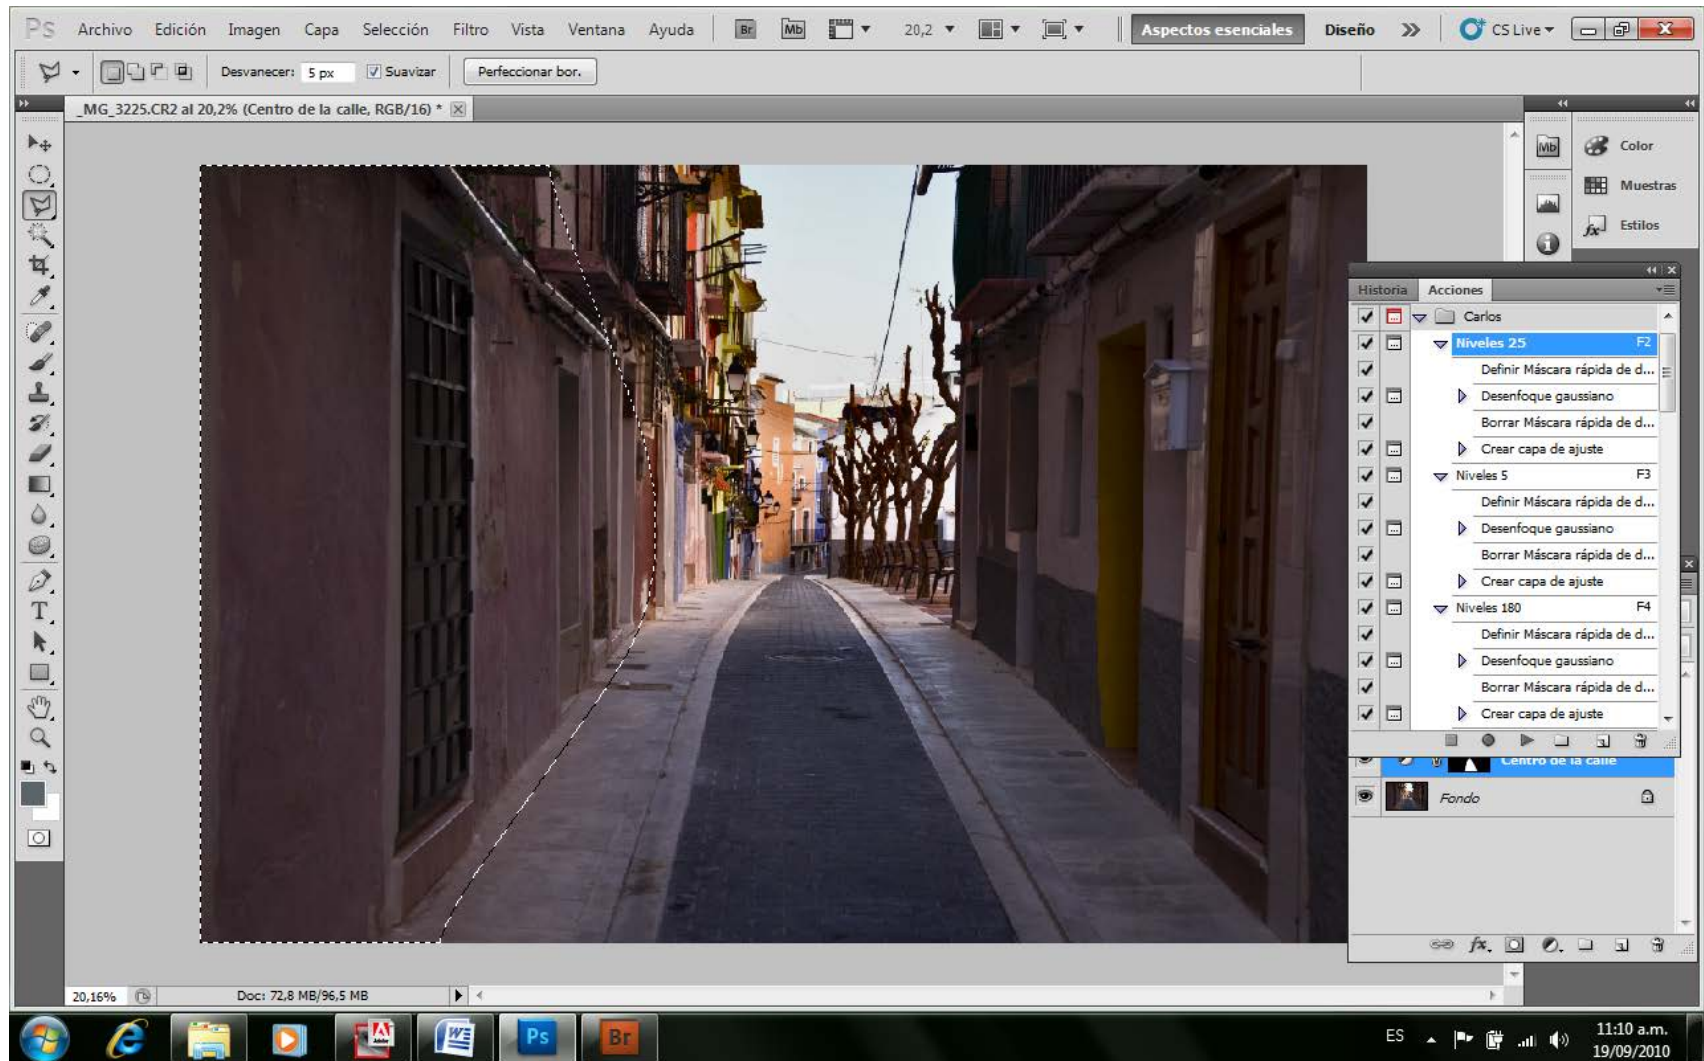 Ps Archivo Edición Imagen Capa Selección Filtro Vista Ventana Ayuda Br Mb 20,2 Aspectos esenciales Diseño CS Live
Desvanecer: 5 px Suavizar Perfeccionar bor.
_MG_3225.CR2 al 20,2% (Centro de la calle, RGB/16) *
Mb Color
Muestras
Estilos
Historia Acciones
Carlos
Niveles 25 F2
Definir Máscara rápida de d...
Desenfoque gaussiano
Borrar Máscara rápida de d...
Crear capa de ajuste
Niveles 5 F3
Definir Máscara rápida de d...
Desenfoque gaussiano
Borrar Máscara rápida de d...
Crear capa de ajuste
Niveles 180 F4
Definir Máscara rápida de d...
Desenfoque gaussiano
Borrar Máscara rápida de d...
Crear capa de ajuste
Centro de la calle
Fondo
20,16% Doc: 72,8 MB/96,5 MB
Ps Br ES 11:10 a.m.
19/09/2010